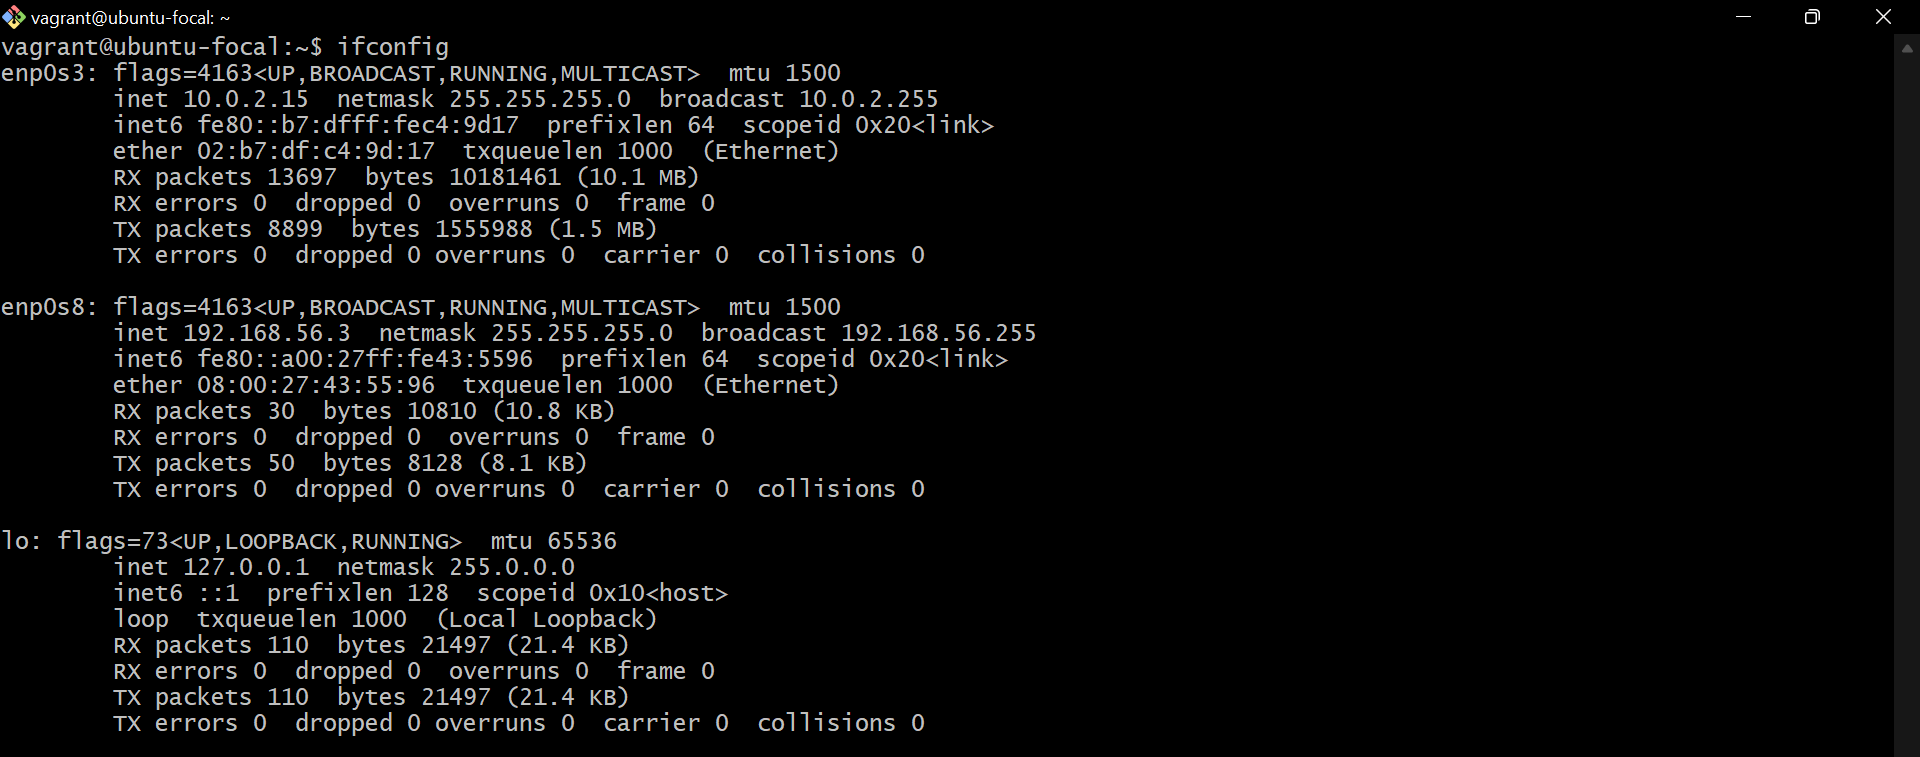 vagrant@ubuntu-focal: ~
vagrant@ubuntu-focal:~$ ifconfig
enp0s3: flags=4163<UP,BROADCAST,RUNNING,MULTICAST>  mtu 1500
        inet 10.0.2.15  netmask 255.255.255.0  broadcast 10.0.2.255
        inet6 fe80::b7:dfff:fec4:9d17  prefixlen 64  scopeid 0x20<link>
        ether 02:b7:df:c4:9d:17  txqueuelen 1000  (Ethernet)
        RX packets 13697  bytes 10181461 (10.1 MB)
        RX errors 0  dropped 0  overruns 0  frame 0
        TX packets 8899  bytes 1555988 (1.5 MB)
        TX errors 0  dropped 0 overruns 0  carrier 0  collisions 0

enp0s8: flags=4163<UP,BROADCAST,RUNNING,MULTICAST>  mtu 1500
        inet 192.168.56.3  netmask 255.255.255.0  broadcast 192.168.56.255
        inet6 fe80::a00:27ff:fe43:5596  prefixlen 64  scopeid 0x20<link>
        ether 08:00:27:43:55:96  txqueuelen 1000  (Ethernet)
        RX packets 30  bytes 10810 (10.8 KB)
        RX errors 0  dropped 0  overruns 0  frame 0
        TX packets 50  bytes 8128 (8.1 KB)
        TX errors 0  dropped 0 overruns 0  carrier 0  collisions 0

lo: flags=73<UP,LOOPBACK,RUNNING>  mtu 65536
        inet 127.0.0.1  netmask 255.0.0.0
        inet6 ::1  prefixlen 128  scopeid 0x10<host>
        loop  txqueuelen 1000  (Local Loopback)
        RX packets 110  bytes 21497 (21.4 KB)
        RX errors 0  dropped 0  overruns 0  frame 0
        TX packets 110  bytes 21497 (21.4 KB)
        TX errors 0  dropped 0 overruns 0  carrier 0  collisions 0